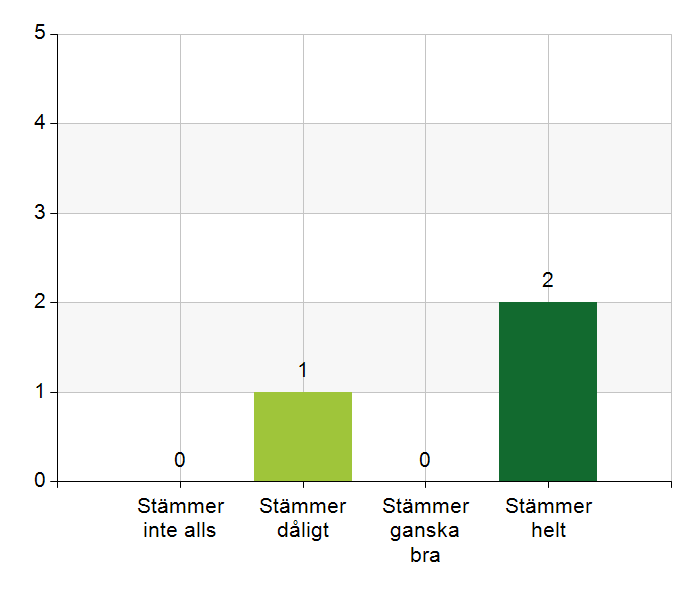 5
4
3
2
1
0
0
1
0
2
Stämmer
inte alls
Stämmer
dåligt
Stämmer
ganska
bra
Stämmer
helt